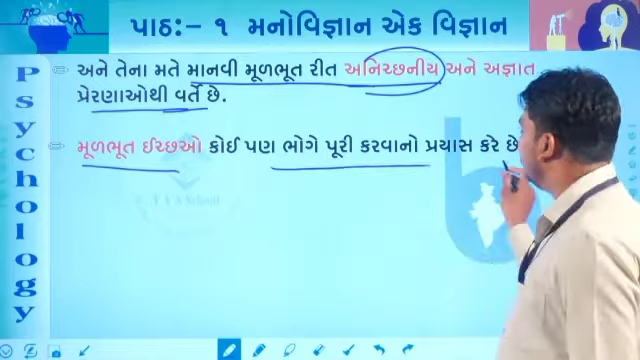 પાઠ:– ૧ મનોવિજ્ઞાન એક વિજ્ઞાન
અને તેના મતે માનવી મૂળભૂત રીત અનિચ્છનીય અને અજ્ઞાત
પ્રેરણાઓથી વર્તે છે.
મૂળભૂત ઈચ્છઓ કોઈ પણ ભોગે પૂરી કરવાનો પ્રયાસ કરે છે
Psychology